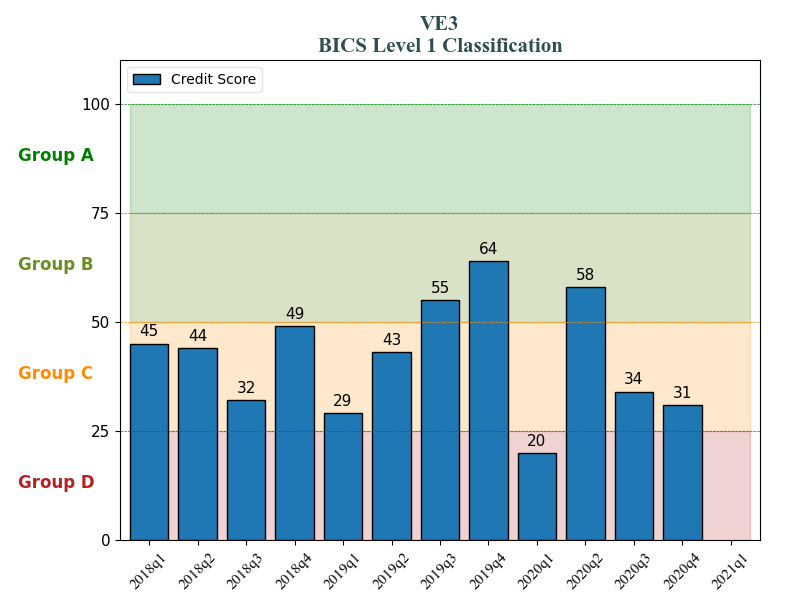 VE3
BICS Level 1 Classification
Credit Score
100
Group A
75
Group B
50
Group C
25
Group D
0
45
44
32
49
29
43
55
64
20
58
34
31
2018q1
2018q2
2018q3
2018q4
2019q1
2019q2
2019q3
2019q4
2020q1
2020q2
2020q3
2020q4
2021q1